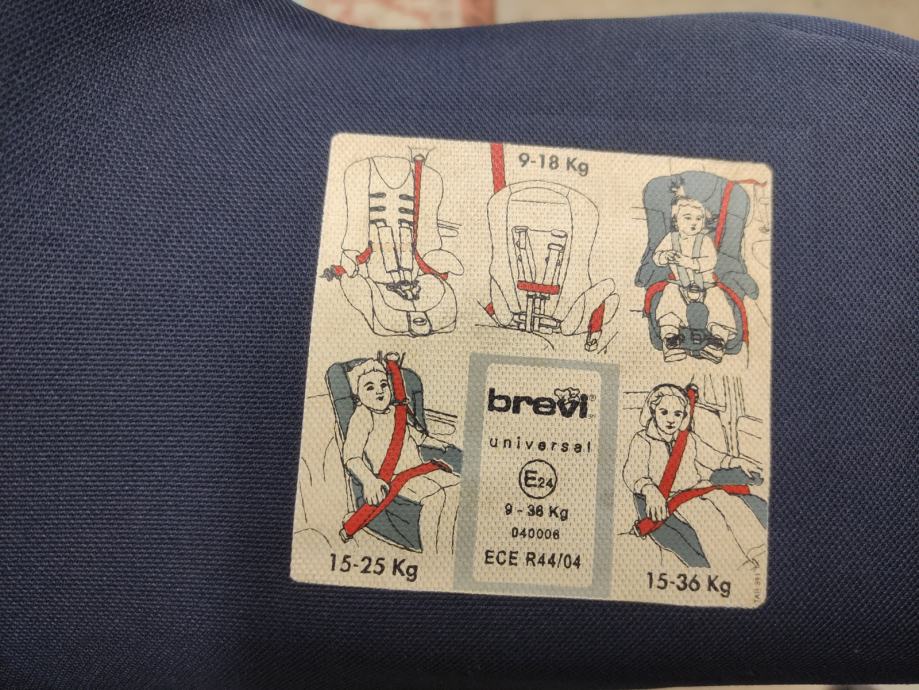 9-18 Kg
brevi®
universal
E24
9 - 36 Kg
040006
ECE R44/04
15-25 Kg
15-36 Kg